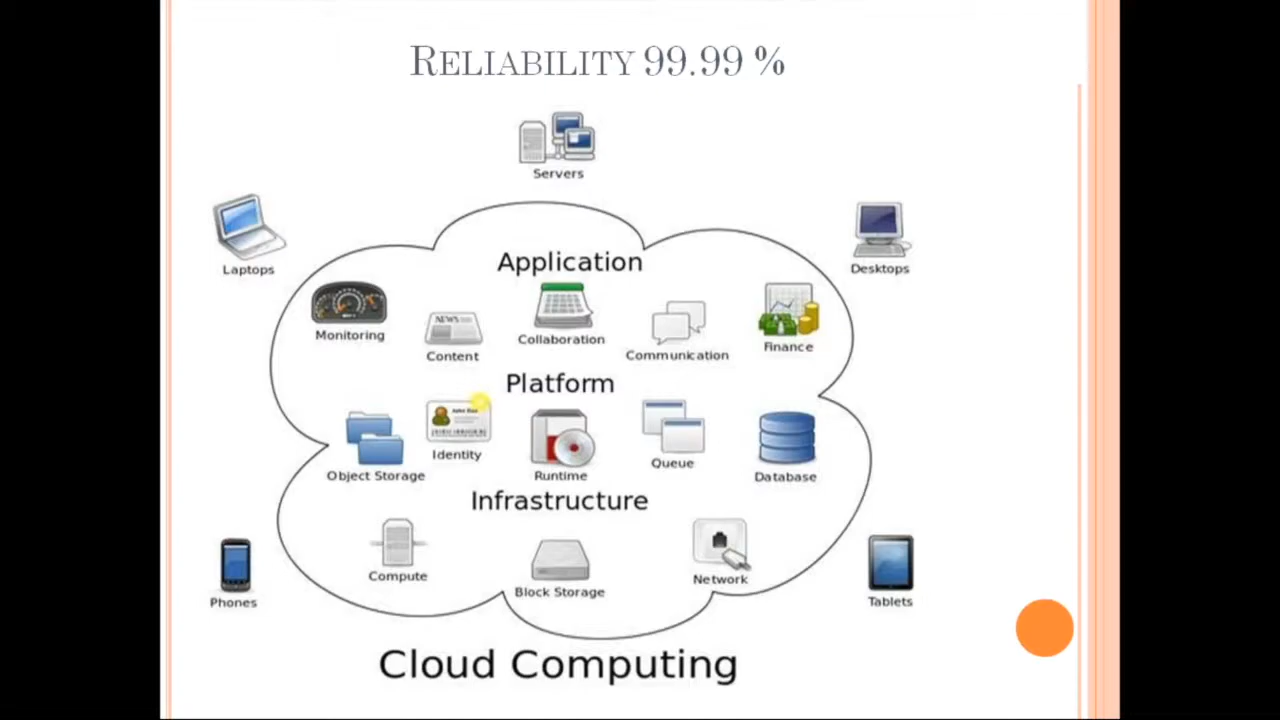 RELIABILITY 99.99 %
Servers
Laptops
Desktops
Application
Monitoring
Content
Collaboration
Communication
Finance
NEWS
Platform
Object Storage
Identity
Runtime
Queue
Database
Infrastructure
Compute
Block Storage
Network
Phones
Tablets
Cloud Computing